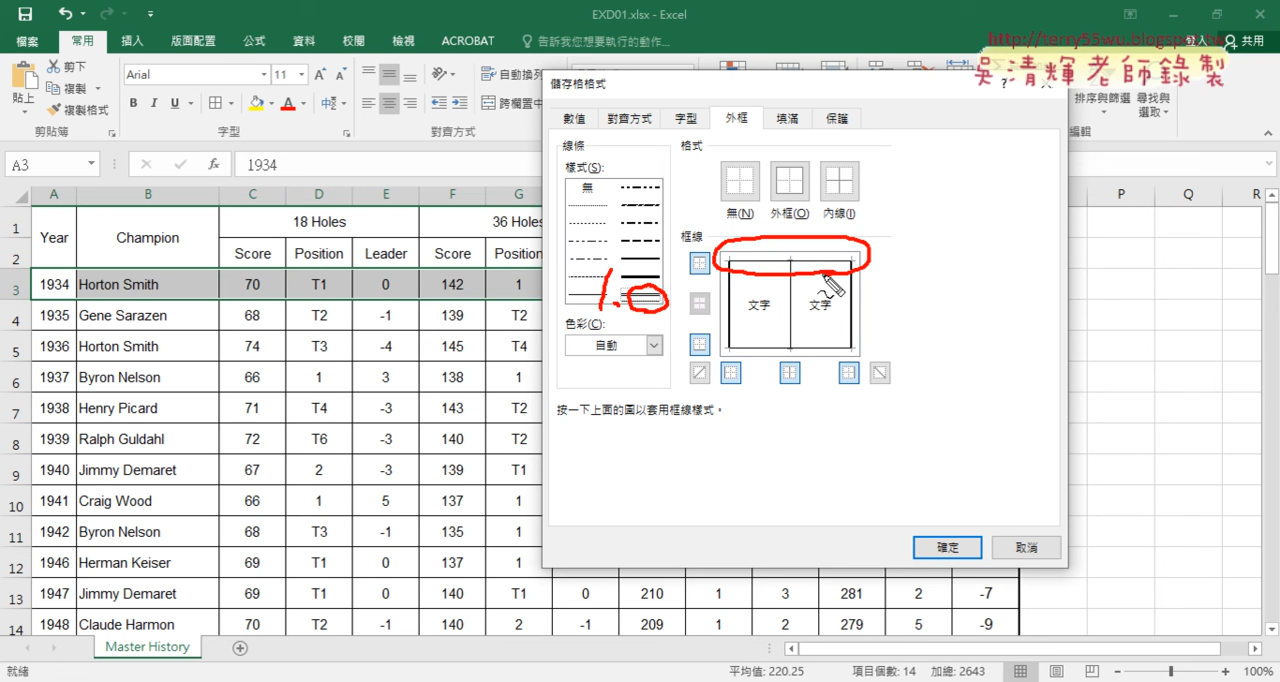 EXD01.xlsx - Excel
檔案 常用 插入 版面配置 公式 資料 校閱 檢視 ACROBAT 告訴我您想要執行的動作... 登入 共用
http://terry55wu.blogspot.tw
吳清輝老師錄製
貼上 剪下 複製 複製格式 剪貼簿
Arial 11 B I U 字型
自動換列 跨欄置中 對齊方式
排序與篩選 尋找與選取 編輯
A3 fx 1934
A B C D E F G P Q R
1 Year Champion 18 Holes 36 Holes
2 Score Position Leader Score Position
3 1934 Horton Smith 70 T1 0 142 1
4 1935 Gene Sarazen 68 T2 -1 139 T2
5 1936 Horton Smith 74 T3 -4 145 T4
6 1937 Byron Nelson 66 1 3 138 1
7 1938 Henry Picard 71 T4 -3 143 T2
8 1939 Ralph Guldahl 72 T6 -3 140 T2
9 1940 Jimmy Demaret 67 2 -3 139 T1
10 1941 Craig Wood 66 1 5 137 1
11 1942 Byron Nelson 68 T3 -1 135 1
12 1946 Herman Keiser 69 T1 0 137 1
13 1947 Jimmy Demaret 69 T1 0 140 T1 0 210 1 3 281 2 -7
14 1948 Claude Harmon 70 T2 -1 140 2 -1 209 1 2 279 5 -9
儲存格格式 ?
數值 對齊方式 字型 外框 填滿 保護
線條 格式
樣式(S):
無
無(N) 外框(O) 內線(I)
框線
1.
文字 文字
色彩(C):
自動
按一下上面的圖以套用框線樣式。
確定 取消
Master History
就緒 平均值: 220.25 項目個數: 14 加總: 2643 100%